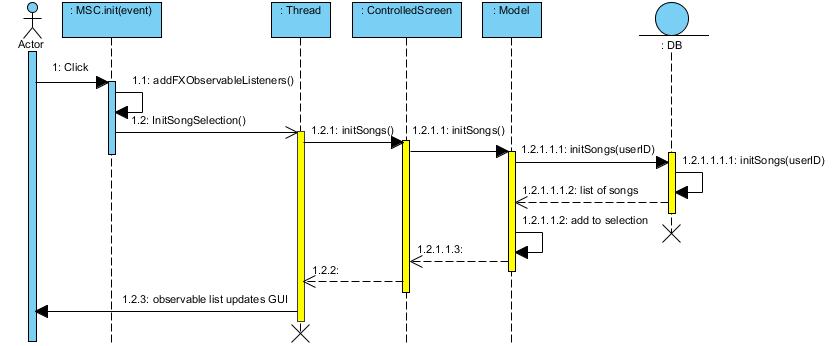 : MSC.init(event)
: Thread
: ControlledScreen
: Model
Actor
: DB
1: Click
1.1: addFXObservableListeners()
1.2: InitSongSelection()
1.2.1: initSongs()
1.2.1.1: initSongs()
1.2.1.1.1: initSongs(userID)
1.2.1.1.1.1: initSongs(userID)
1.2.1.1.1.2: list of songs
1.2.1.1.2: add to selection
1.2.1.1.3:
1.2.2:
1.2.3: observable list updates GUI